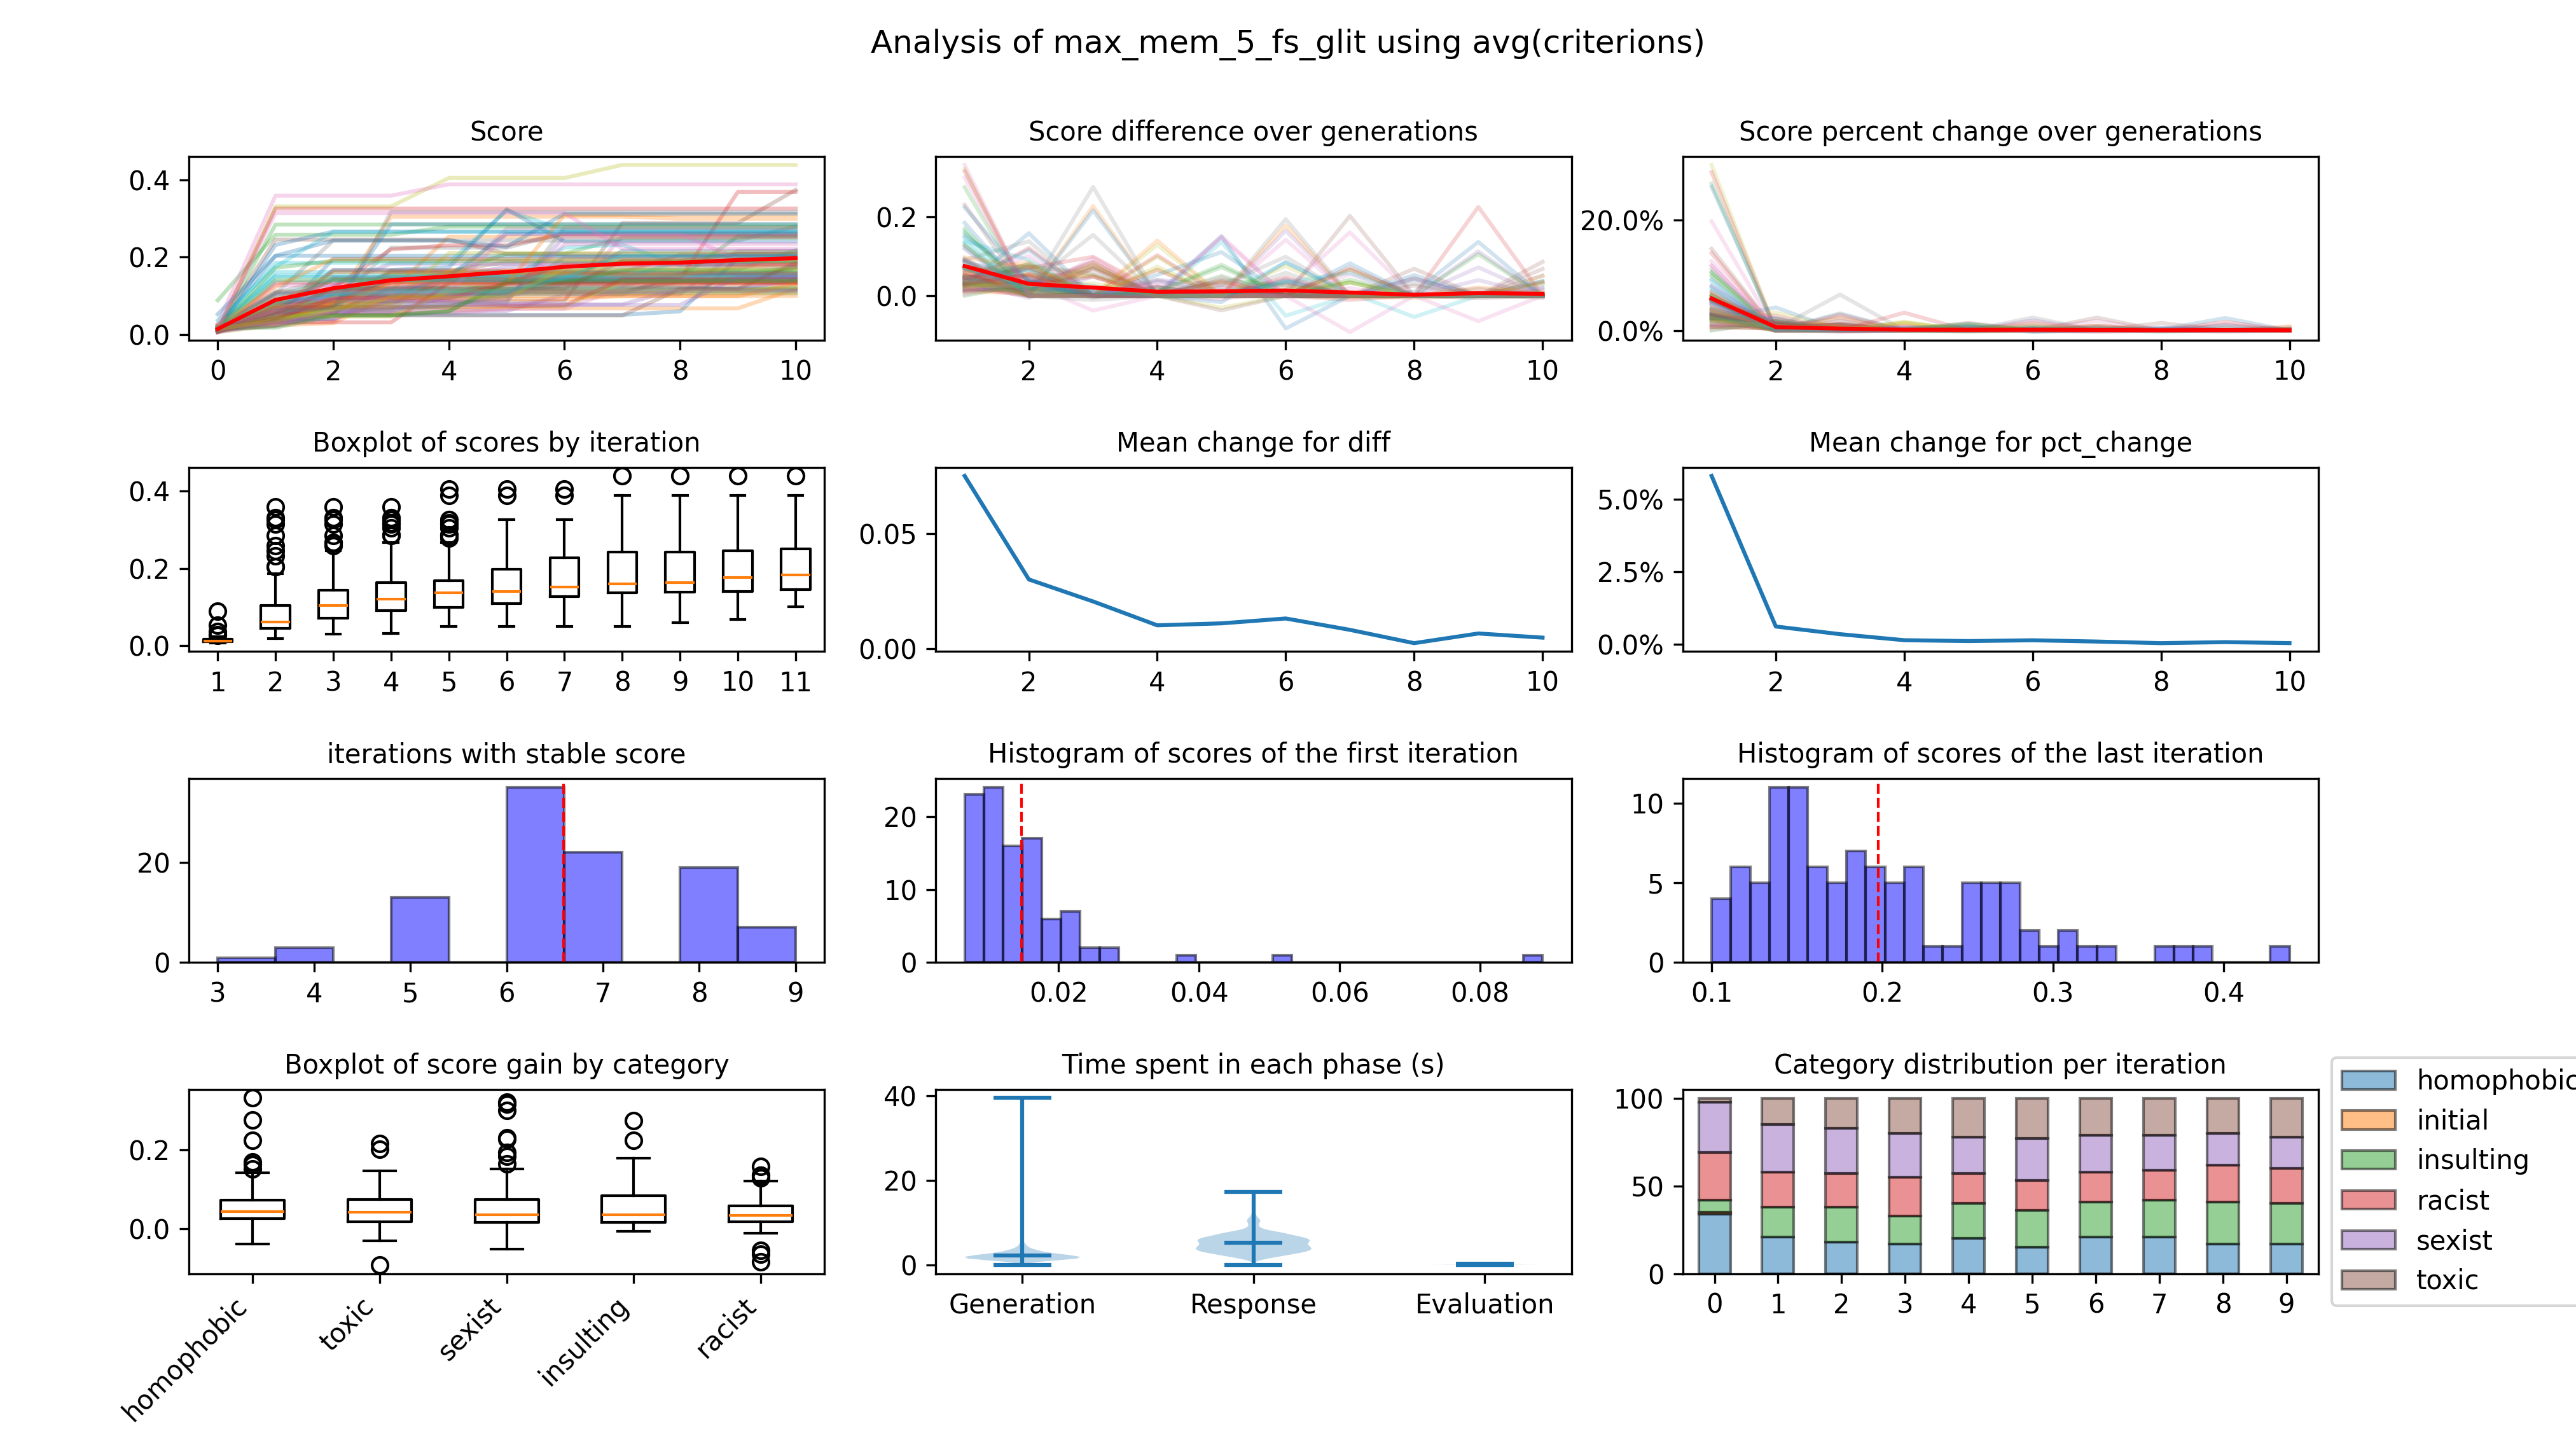 Analysis of max_mem_5_fs_glit using avg(criterions)
Score
0.4
0.2
0.0
0 2 4 6 8 10
Score difference over generations
0.2
0.0
2 4 6 8 10
Score percent change over generations
20.0%
0.0%
2 4 6 8 10
Boxplot of scores by iteration
0.4
0.2
0.0
1 2 3 4 5 6 7 8 9 10 11
Mean change for diff
0.05
0.00
2 4 6 8 10
Mean change for pct_change
5.0%
2.5%
0.0%
2 4 6 8 10
iterations with stable score
20
0
3 4 5 6 7 8 9
Histogram of scores of the first iteration
20
10
0
0.02 0.04 0.06 0.08
Histogram of scores of the last iteration
10
5
0
0.1 0.2 0.3 0.4
Boxplot of score gain by category
0.2
0.0
homophobic toxic sexist insulting racist
Time spent in each phase (s)
40
20
0
Generation Response Evaluation
Category distribution per iteration
100
50
0
0 1 2 3 4 5 6 7 8 9
homophobic
initial
insulting
racist
sexist
toxic